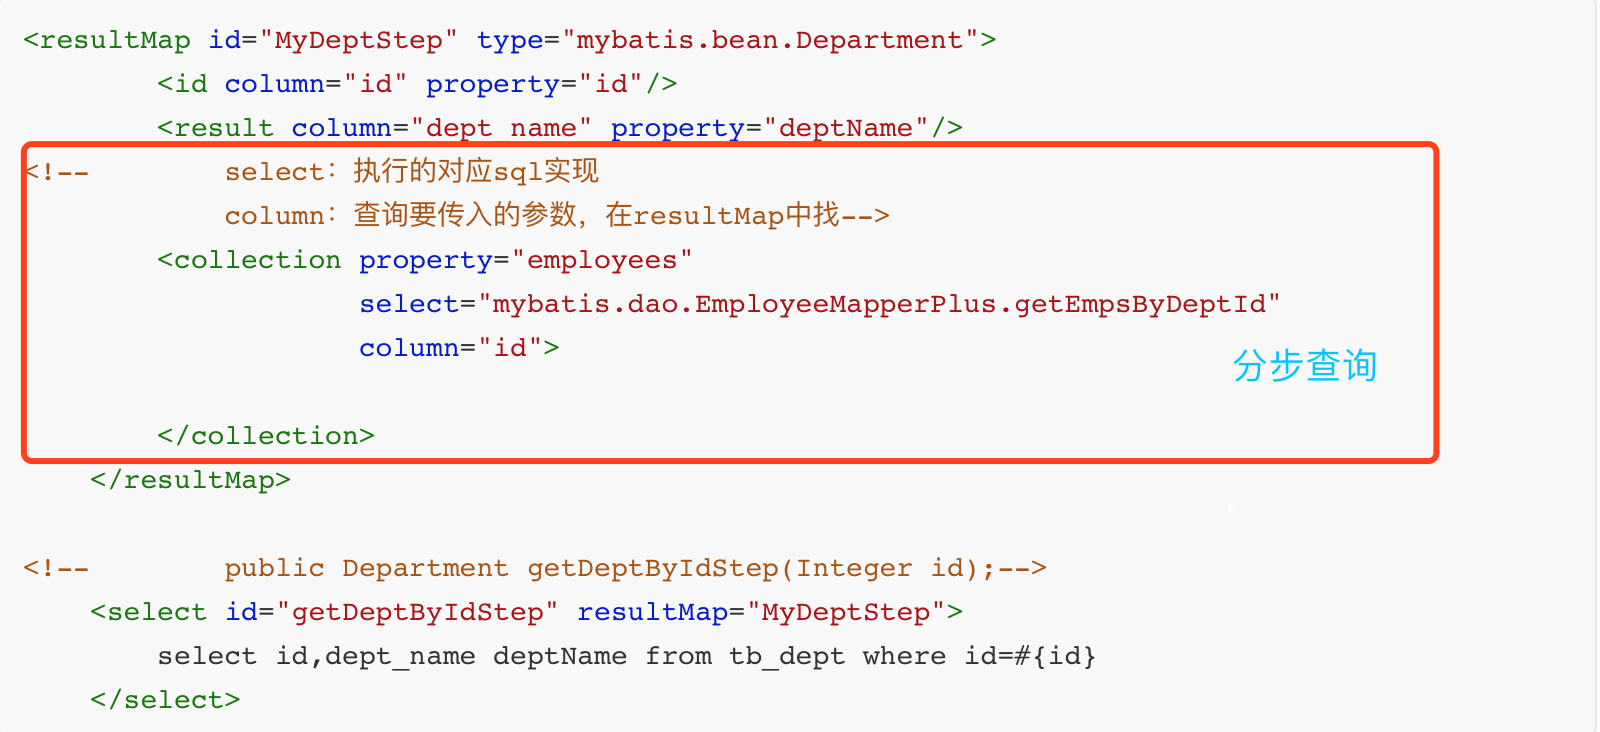 <resultMap id="MyDeptStep" type="mybatis.bean.Department">
<id column="id" property="id"/>
<result column="dept_name" property="deptName"/>
<!-- select：执行的对应sql实现
column：查询要传入的参数，在resultMap中找-->
<collection property="employees"
select="mybatis.dao.EmployeeMapperPlus.getEmpsByDeptId"
column="id">
分步查询
</collection>
</resultMap>
<!-- public Department getDeptByIdStep(Integer id);-->
<select id="getDeptByIdStep" resultMap="MyDeptStep">
select id,dept_name deptName from tb_dept where id=#{id}
</select>